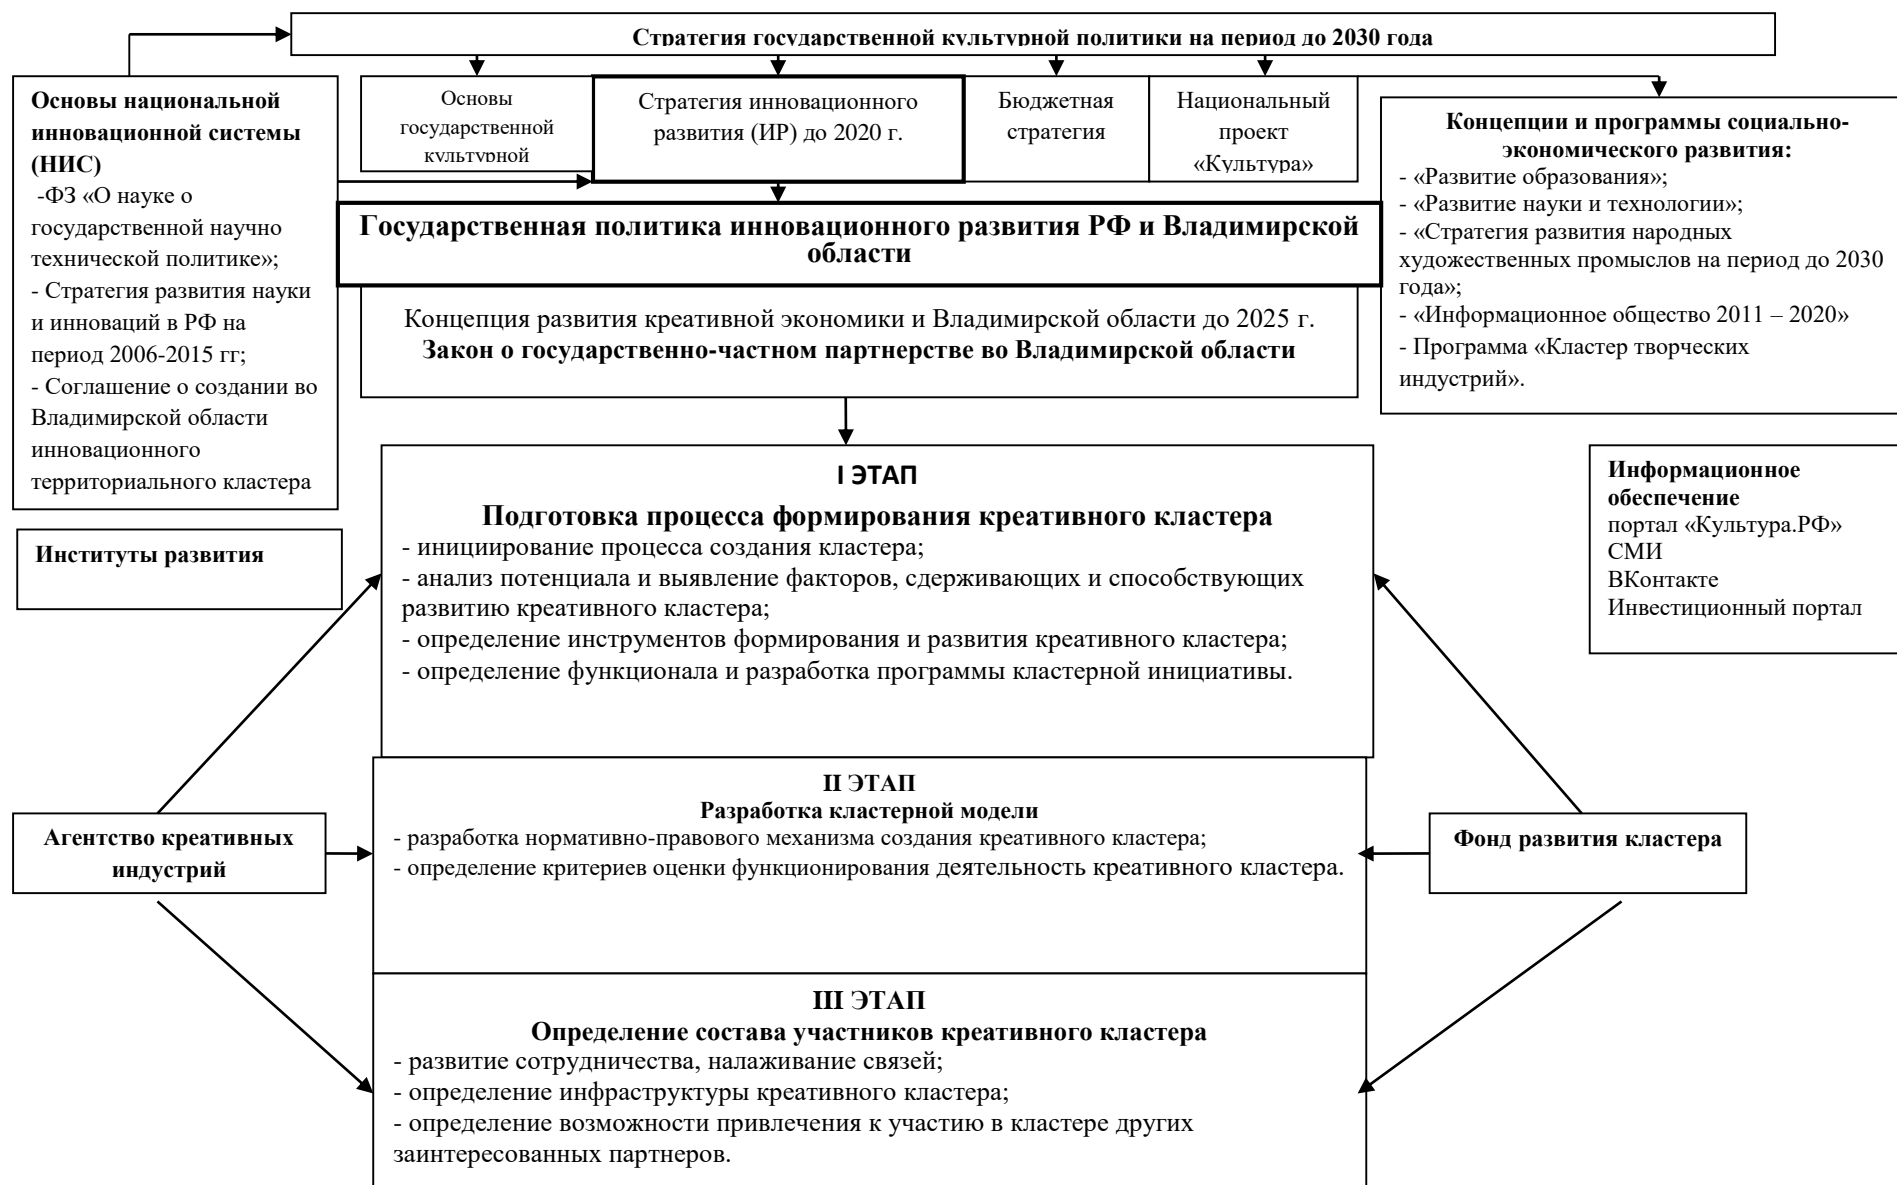 Стратегия государственной культурной политики на период до 2030 года
Основы национальной
инновационной системы
(НИС)
-ФЗ «О науке о
государственной научно
технической политике»;
- Стратегия развития науки
и инноваций в РФ на
период 2006-2015 гг;
- Соглашение о создании во
Владимирской области
инновационного
территориального кластера
Основы
государственной
культурной
Стратегия инновационного
развития (ИР) до 2020 г.
Бюджетная
стратегия
Национальный
проект
«Культура»
Концепции и программы социально-
экономического развития:
- «Развитие образования»;
- «Развитие науки и технологии»;
- «Стратегия развития народных
художественных промыслов на период до 2030
года»;
- «Информационное общество 2011 – 2020»
- Программа «Кластер творческих
индустрий».
Государственная политика инновационного развития РФ и Владимирской
области
Концепция развития креативной экономики и Владимирской области до 2025 г.
Закон о государственно-частном партнерстве во Владимирской области
I ЭТАП
Подготовка процесса формирования креативного кластера
- инициирование процесса создания кластера;
- анализ потенциала и выявление факторов, сдерживающих и способствующих
развитию креативного кластера;
- определение инструментов формирования и развития креативного кластера;
- определение функционала и разработка программы кластерной инициативы.
Информационное
обеспечение
портал «Культура.РФ»
СМИ
ВКонтакте
Инвестиционный портал
Институты развития
II ЭТАП
Разработка кластерной модели
- разработка нормативно-правового механизма создания креативного кластера;
- определение критериев оценки функционирования деятельность креативного кластера.
Агентство креативных
индустрий
Фонд развития кластера
III ЭТАП
Определение состава участников креативного кластера
- развитие сотрудничества, налаживание связей;
- определение инфраструктуры креативного кластера;
- определение возможности привлечения к участию в кластере других
заинтересованных партнеров.